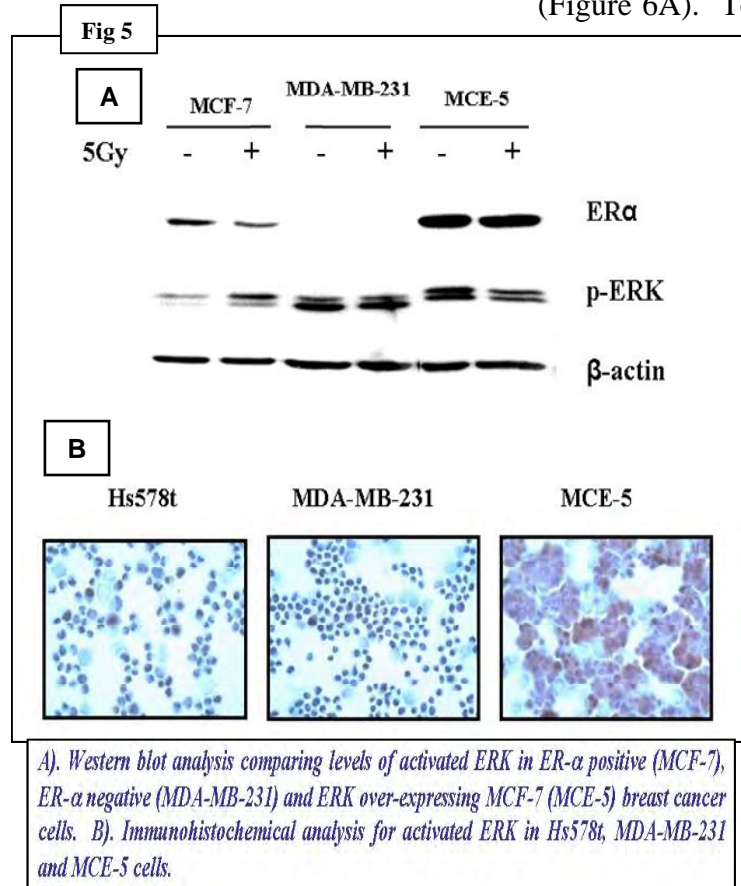 (Figure 6A). To
Fig 5
A
MCF-7 MDA-MB-231 MCE-5
5Gy - + - + - +
ERα
p-ERK
β-actin
B
Hs578t MDA-MB-231 MCE-5
A). Western blot analysis comparing levels of activated ERK in ER-α positive (MCF-7),
ER-α negative (MDA-MB-231) and ERK over-expressing MCF-7 (MCE-5) breast cancer
cells. B). Immunohistochemical analysis for activated ERK in Hs578t, MDA-MB-231
and MCE-5 cells.